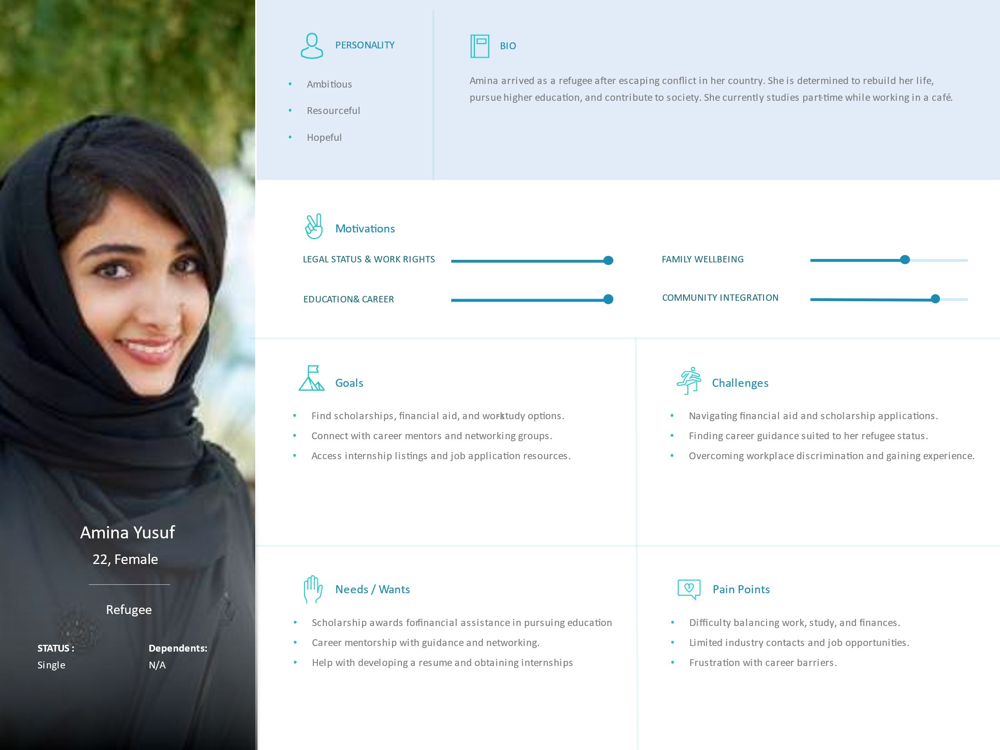 PERSONALITY
• Ambitious
• Resourceful
• Hopeful
BIO
Amina arrived as a refugee after escaping conflict in her country. She is determined to rebuild her life,
pursue higher education, and contribute to society. She currently studies part-time while working in a café.
Motivations
LEGAL STATUS & WORK RIGHTS
FAMILY WELLBEING
EDUCATION& CAREER
COMMUNITY INTEGRATION
Goals
• Find scholarships, financial aid, and work-study options.
• Connect with career mentors and networking groups.
• Access internship listings and job application resources.
Challenges
• Navigating financial aid and scholarship applications.
• Finding career guidance suited to her refugee status.
• Overcoming workplace discrimination and gaining experience.
Needs / Wants
• Scholarship awards for financial assistance in pursuing education
• Career mentorship with guidance and networking.
• Help with developing a resume and obtaining internships
Pain Points
• Difficulty balancing work, study, and finances.
• Limited industry contacts and job opportunities.
• Frustration with career barriers.
Amina Yusuf
22, Female
Refugee
STATUS :
Single
Dependents:
N/A